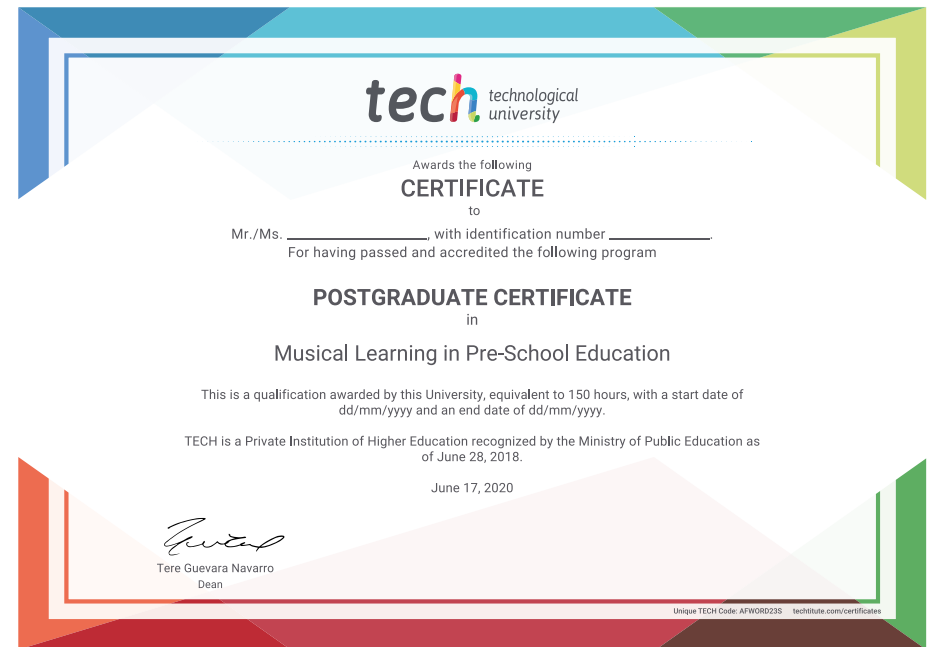 tech technological
university
Awards the following
CERTIFICATE
to
Mr./Ms. ____________________, with identification number ______________.
For having passed and accredited the following program
POSTGRADUATE CERTIFICATE
in
Musical Learning in Pre-School Education
This is a qualification awarded by this University, equivalent to 150 hours, with a start date of
dd/mm/yyyy and an end date of dd/mm/yyyy.
TECH is a Private Institution of Higher Education recognized by the Ministry of Public Education as
of June 28, 2018.
June 17, 2020
Tere Guevara Navarro
Dean
Unique TECH Code: AFWORD23S techtitute.com/certificates